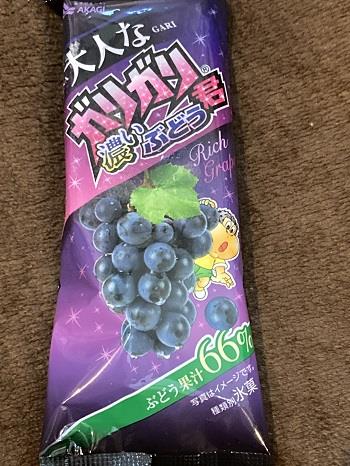 AKAGI
大人な
GARI
ガリガリ君®
濃いぶどう
Rich
Grap
ぶどう果汁66%
写真はイメージです。
種類別 氷菓